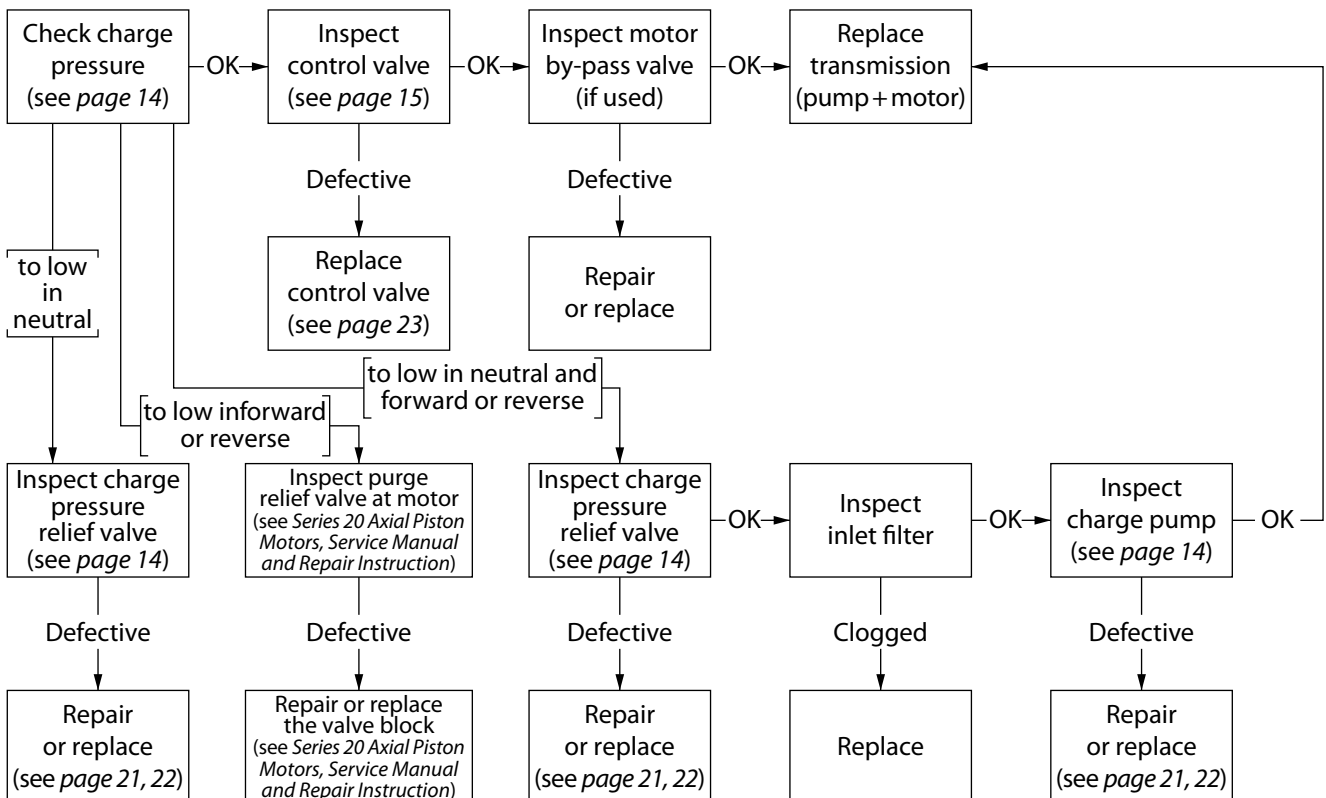 Check charge
pressure
(see page 14)
OK
Inspect
control valve
(see page 15)
OK
Inspect motor
by-pass valve
(if used)
OK
Replace
transmission
(pump + motor)
Defective
Defective
Replace
control valve
(see page 23)
Repair
or replace
to low
in
neutral
to low in neutral and
forward or reverse
to low inforward
or reverse
Inspect charge
pressure
relief valve
(see page 14)
Inspect purge
relief valve at motor
(see Series 20 Axial Piston
Motors, Service Manual
and Repair Instruction)
Inspect charge
pressure
relief valve
(see page 14)
OK
Inspect
inlet filter
OK
Inspect
charge pump
(see page 14)
OK
Defective
Defective
Defective
Clogged
Defective
Repair
or replace
(see page 21, 22)
Repair or replace
the valve block
(see Series 20 Axial Piston
Motors, Service Manual
and Repair Instruction)
Repair
or replace
(see page 21, 22)
Replace
Repair
or replace
(see page 21, 22)